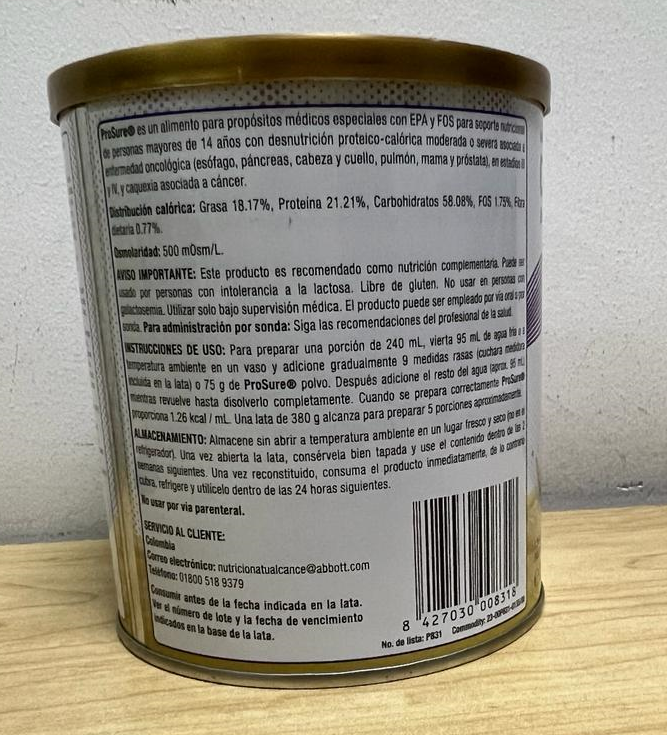 ProSure® es un alimento para propósitos médicos especiales con EPA y FOS para soporte nutricional
de personas mayores de 14 años con desnutrición proteico-calórica moderada o severa asociada a
enfermedad oncológica (esófago, páncreas, cabeza y cuello, pulmón, mama y próstata), en estadios III
y IV, y caquexia asociada a cáncer.
Distribución calórica: Grasa 18.17%, Proteína 21.21%, Carbohidratos 58.08%, FOS 1.75%, Fibra
dietaria 0.77%.
Osmolaridad: 500 mOsm/L.
AVISO IMPORTANTE: Este producto es recomendado como nutrición complementaria. Puede ser
usado por personas con intolerancia a la lactosa. Libre de gluten. No usar en personas con
galactosemia. Utilizar solo bajo supervisión médica. El producto puede ser empleado por vía oral o por
sonda. Para administración por sonda: Siga las recomendaciones del profesional de la salud.
INSTRUCCIONES DE USO: Para preparar una porción de 240 mL, vierta 95 mL de agua fría o a
temperatura ambiente en un vaso y adicione gradualmente 9 medidas rasas (cuchara medidora
incluida en la lata) o 75 g de ProSure® polvo. Después adicione el resto del agua (aprox. 95 mL)
mientras revuelve hasta disolverlo completamente. Cuando se prepara correctamente ProSure®
proporciona 1.26 kcal / mL. Una lata de 380 g alcanza para preparar 5 porciones aproximadamente.
ALMACENAMIENTO: Almacene sin abrir a temperatura ambiente en un lugar fresco y seco (no en el
refrigerador). Una vez abierta la lata, consérvela bien tapada y use el contenido dentro de las 2
semanas siguientes. Una vez reconstituido, consuma el producto inmediatamente, de lo contrario
cubra, refrigere y utilícelo dentro de las 24 horas siguientes.
No usar por vía parenteral.
SERVICIO AL CLIENTE:
Colombia
Correo electrónico: nutricionatualcance@abbott.com
Teléfono: 01800 518 9379
Consumir antes de la fecha indicada en la lata.
Ver el número de lote y la fecha de vencimiento
indicados en la base de la lata.
8 427030 008318
No. de lista: P831 Commodity: